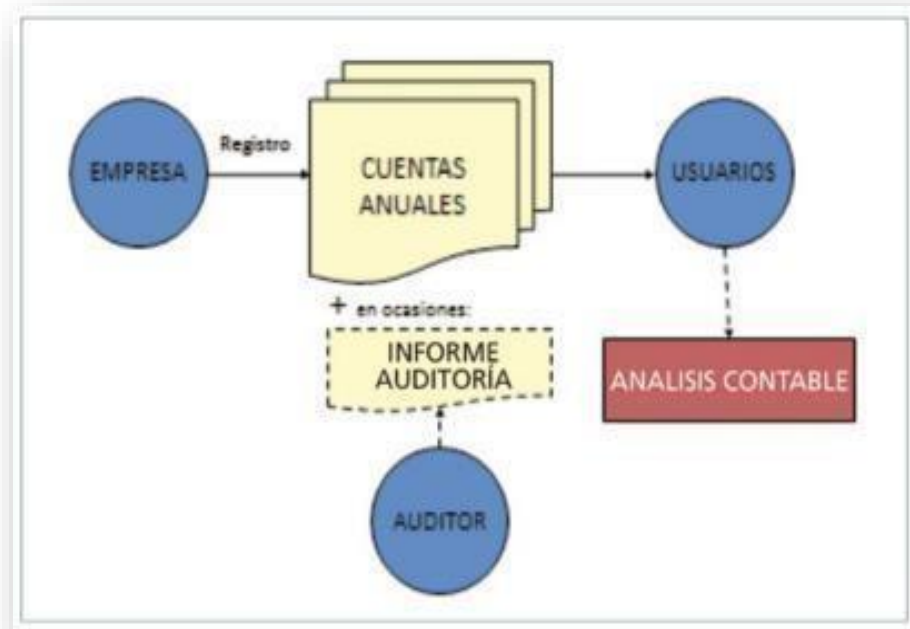 Registro
EMPRESA
CUENTAS
ANUALES
USUARIOS
+ en ocasiones:
INFORME
AUDITORÍA
ANALISIS CONTABLE
AUDITOR